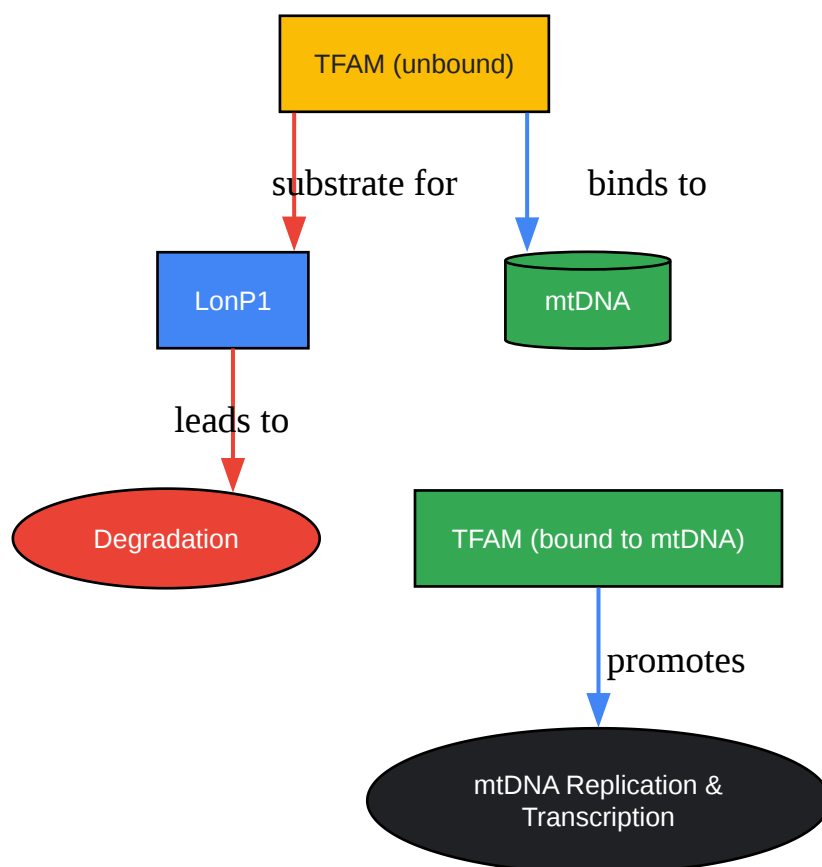 TFAM (unbound)
substrate for
binds to
LonP1
mtDNA
leads to
Degradation
TFAM (bound to mtDNA)
promotes
mtDNA Replication &
Transcription